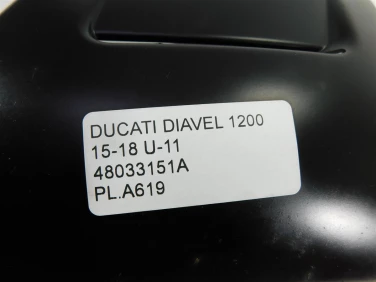 DUCATI DIAVEL 1200
15-18 U-11
48033151A
PL.A619